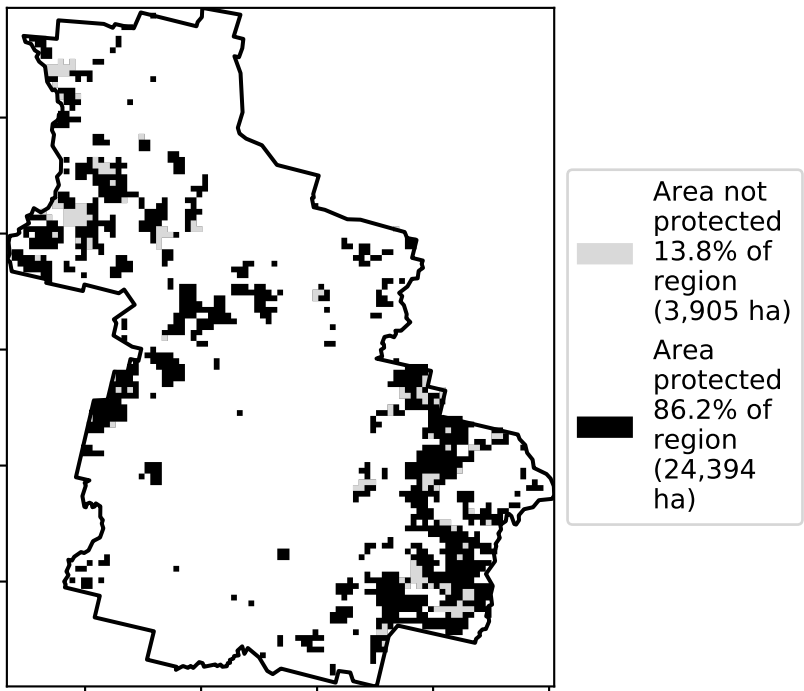 Area not
protected
13.8% of
region
(3,905 ha)
Area
protected
86.2% of
region
(24,394
ha)